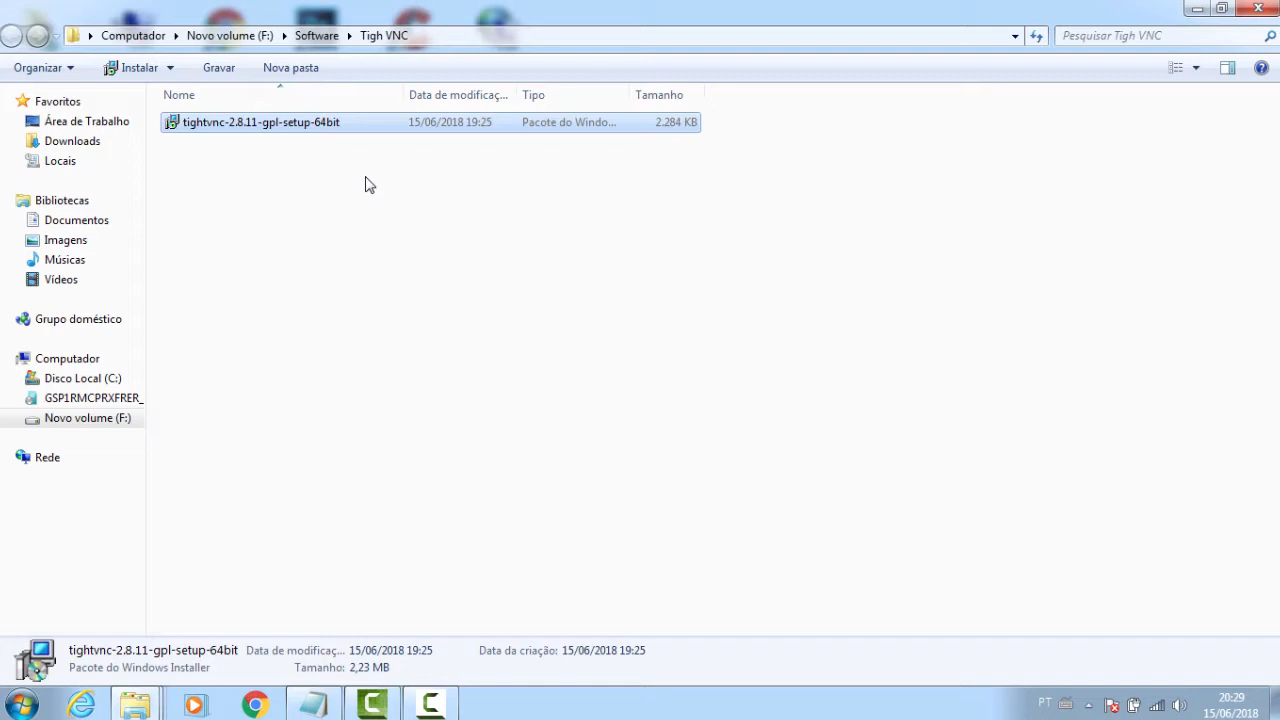 Computador Novo volume (F:) Software Tigh VNC Pesquisar Tigh VNC
Organizar Instalar Gravar Nova pasta
Nome Data de modificaç... Tipo Tamanho
tightvnc-2.8.11-gpl-setup-64bit 15/06/2018 19:25 Pacote do Windo... 2.284 KB
Favoritos
Área de Trabalho
Downloads
Locais
Bibliotecas
Documentos
Imagens
Músicas
Vídeos
Grupo doméstico
Computador
Disco Local (C:)
GSP1RMCPRXFRER_
Novo volume (F:)
Rede
tightvnc-2.8.11-gpl-setup-64bit Data de modificaç... 15/06/2018 19:25 Data da criação: 15/06/2018 19:25
Pacote do Windows Installer Tamanho: 2,23 MB
PT 20:29
15/06/2018